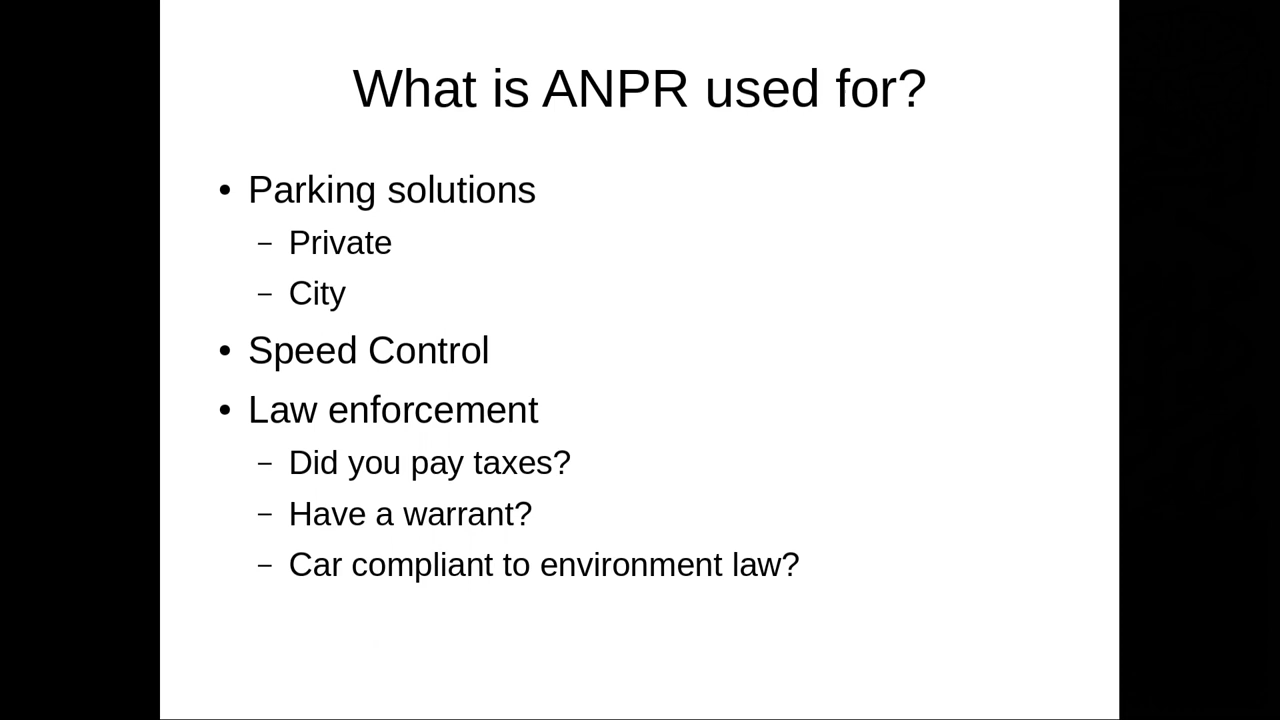 What is ANPR used for?
• Parking solutions
– Private
– City
• Speed Control
• Law enforcement
– Did you pay taxes?
– Have a warrant?
– Car compliant to environment law?